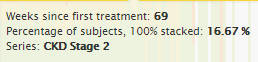 Weeks since first treatment: 69
Percentage of subjects, 100% stacked: 16.67 %
Series: CKD Stage 2